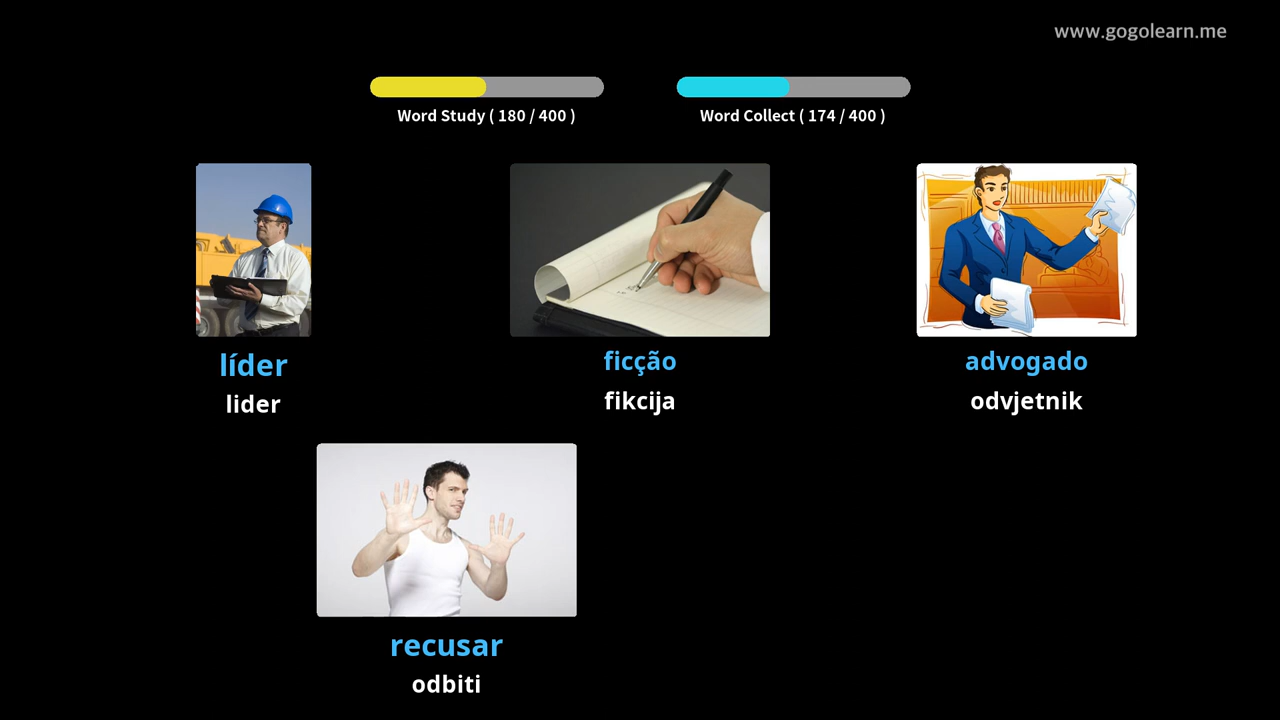 www.gogolearn.me
Word Study ( 180 / 400 )
Word Collect ( 174 / 400 )
líder
lider
ficção
fikcija
advogado
odvjetnik
recusar
odbiti